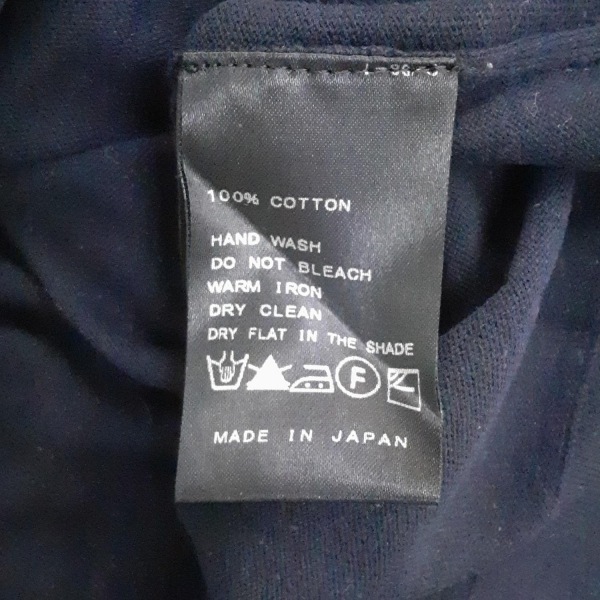 100% COTTON
HAND WASH
DO NOT BLEACH
WARM IRON
DRY CLEAN
DRY FLAT IN THE SHADE
F
MADE IN JAPAN